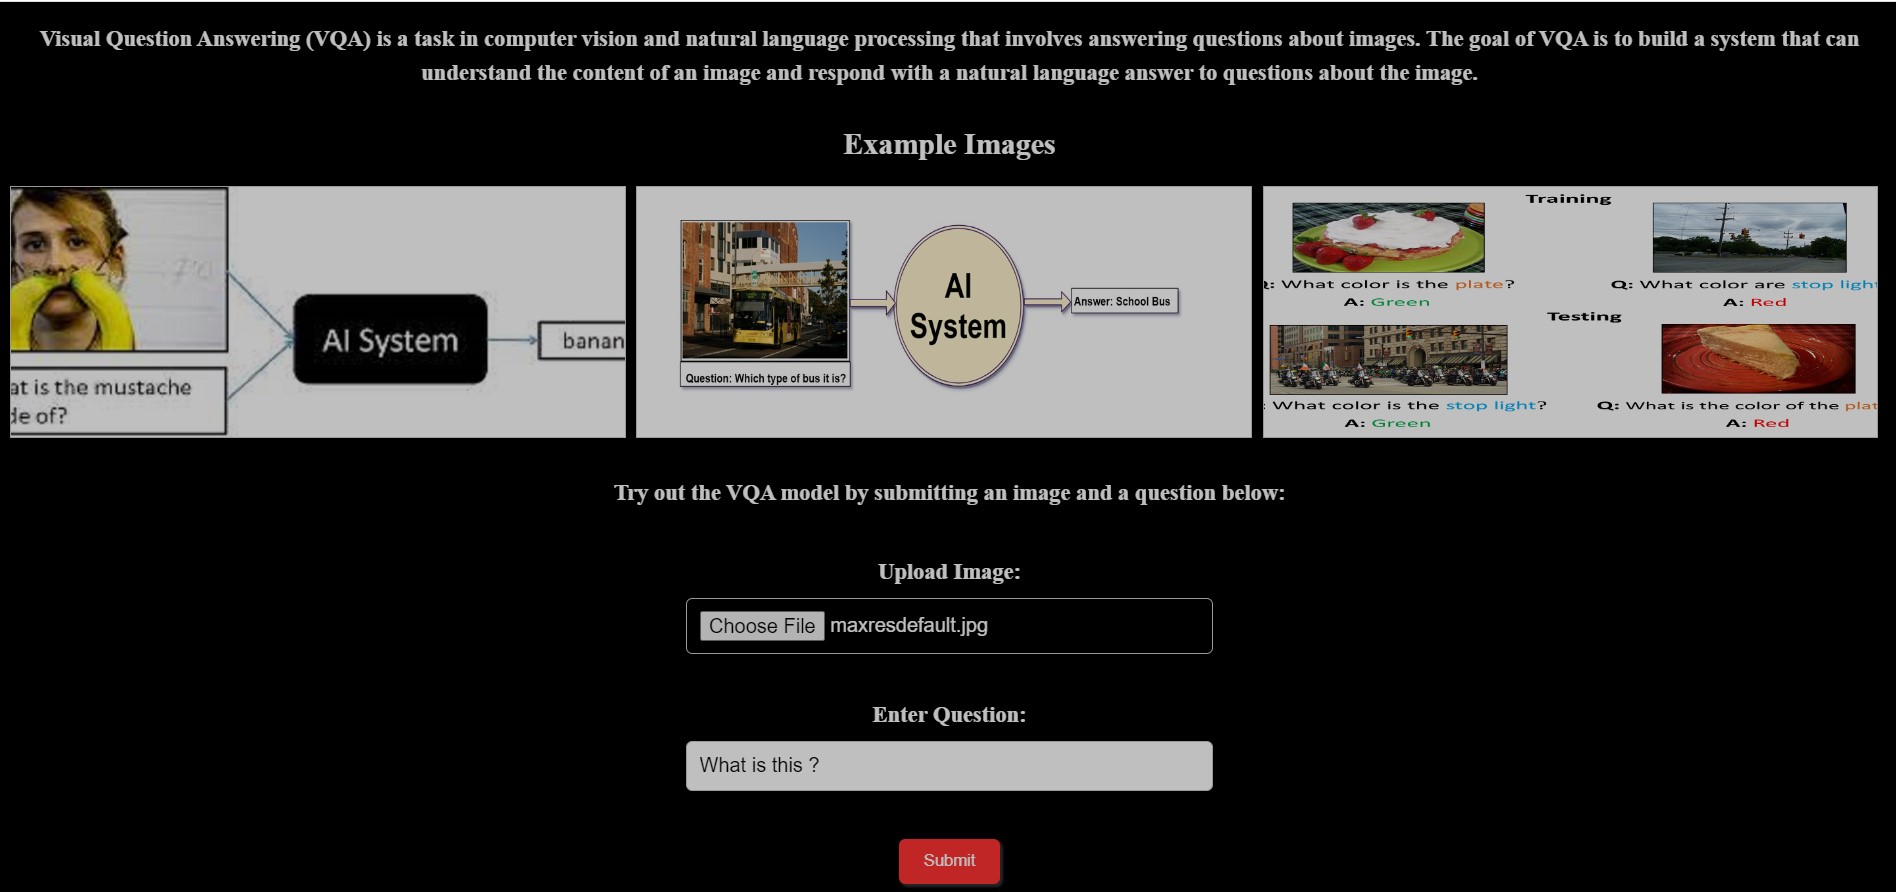 Visual Question Answering (VQA) is a task in computer vision and natural language processing that involves answering questions about images. The goal of VQA is to build a system that can
understand the content of an image and respond with a natural language answer to questions about the image.
Example Images
at is the mustache
de of?
AI System
banan
Question: Which type of bus it is?
AI
System
Answer: School Bus
Training
: What color is the plate?
A: Green
Q: What color are stop light
A: Red
Testing
: What color is the stop light?
A: Green
Q: What is the color of the plat
A: Red
Try out the VQA model by submitting an image and a question below:
Upload Image:
Choose File maxresdefault.jpg
Enter Question:
What is this ?
Submit